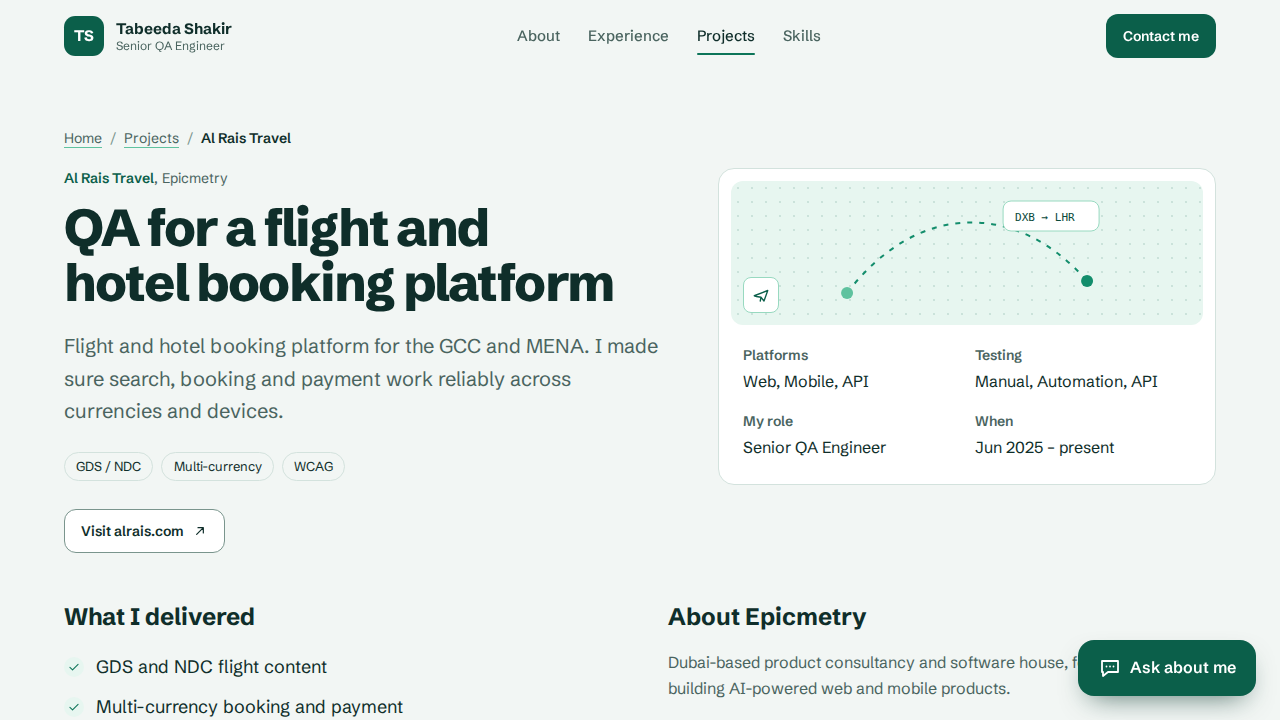 TS
Tabeeda Shakir
Senior QA Engineer
About
Experience
Projects
Skills
Contact me
Home / Projects / Al Rais Travel
Al Rais Travel, Epicmetry
QA for a flight and
hotel booking platform
Flight and hotel booking platform for the GCC and MENA. I made
sure search, booking and payment work reliably across
currencies and devices.
GDS / NDC
Multi-currency
WCAG
Visit alrais.com
DXB → LHR
Platforms
Web, Mobile, API
Testing
Manual, Automation, API
My role
Senior QA Engineer
When
Jun 2025 – present
What I delivered
GDS and NDC flight content
Multi-currency booking and payment
About Epicmetry
Dubai-based product consultancy and software house,
building AI-powered web and mobile products.
Ask about me